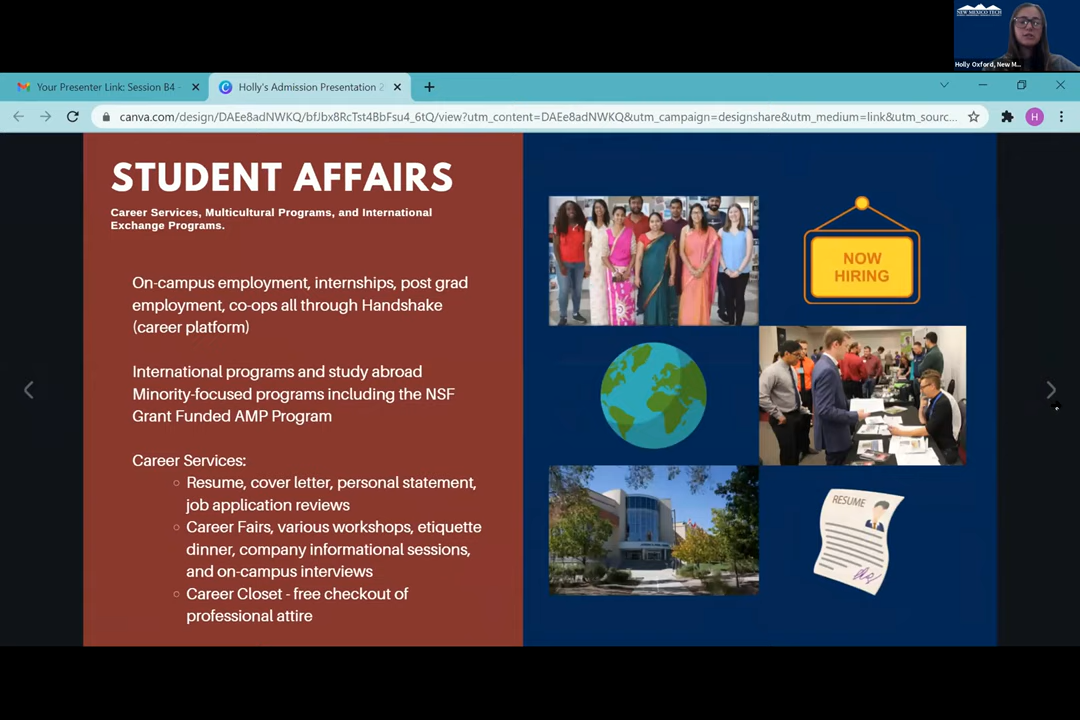 NEW MEXICO TECH
Holly Oxford, New M...
Your Presenter Link: Session B4 -
Holly's Admission Presentation 2
canva.com/design/DAEe8adNWKQ/bfJbx8RcTst4BbFsu4_6tQ/view?utm_content=DAEe8adNWKQ&utm_campaign=designshare&utm_medium=link&utm_sourc...
H
STUDENT AFFAIRS
Career Services, Multicultural Programs, and International
Exchange Programs.
On-campus employment, internships, post grad
employment, co-ops all through Handshake
(career platform)
International programs and study abroad
Minority-focused programs including the NSF
Grant Funded AMP Program
Career Services:
Resume, cover letter, personal statement,
job application reviews
Career Fairs, various workshops, etiquette
dinner, company informational sessions,
and on-campus interviews
Career Closet - free checkout of
professional attire
NOW
HIRING
RESUME